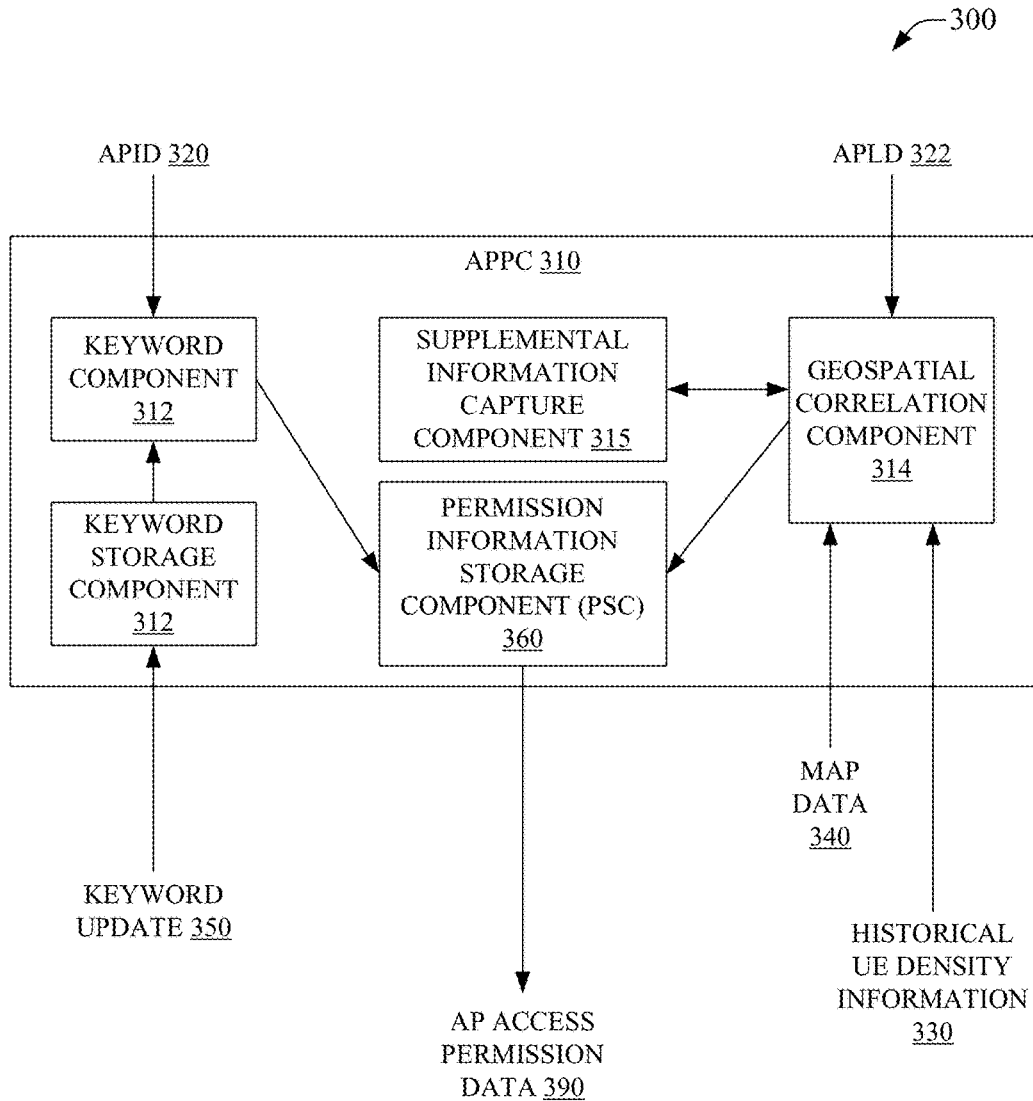 300
APID 320
APLD 322
APPC 310
KEYWORD
COMPONENT
312
SUPPLEMENTAL
INFORMATION
CAPTURE
COMPONENT 315
GEOSPATIAL
CORRELATION
COMPONENT
314
KEYWORD
STORAGE
COMPONENT
312
PERMISSION
INFORMATION
STORAGE
COMPONENT (PSC)
360
MAP
DATA
340
KEYWORD
UPDATE 350
HISTORICAL
UE DENSITY
INFORMATION
330
AP ACCESS
PERMISSION
DATA 390